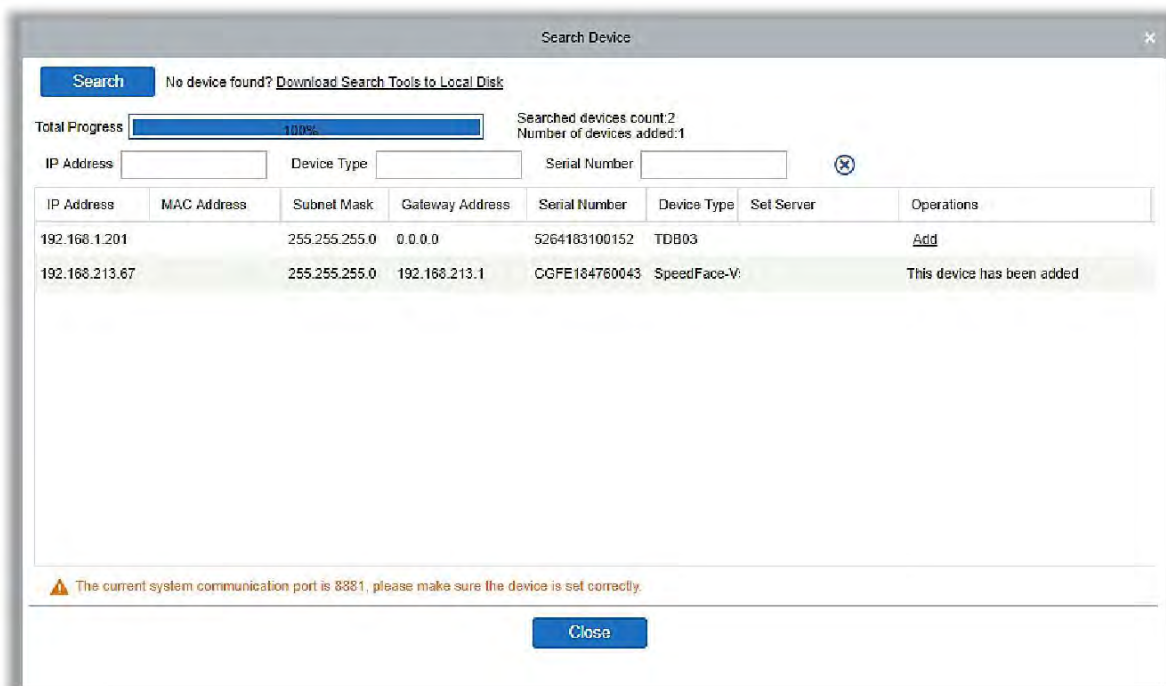 Search Device
Search No device found? Download Search Tools to Local Disk
Total Progress 100% Searched devices count:2
Number of devices added:1
IP Address Device Type Serial Number
IP Address MAC Address Subnet Mask Gateway Address Serial Number Device Type Set Server Operations
192.168.1.201 255.255.255.0 0.0.0.0 5264183100152 TDB03 Add
192.168.213.67 255.255.255.0 192.168.213.1 CGFE184760043 SpeedFace-V: This device has been added
The current system communication port is 8881, please make sure the device is set correctly.
Close